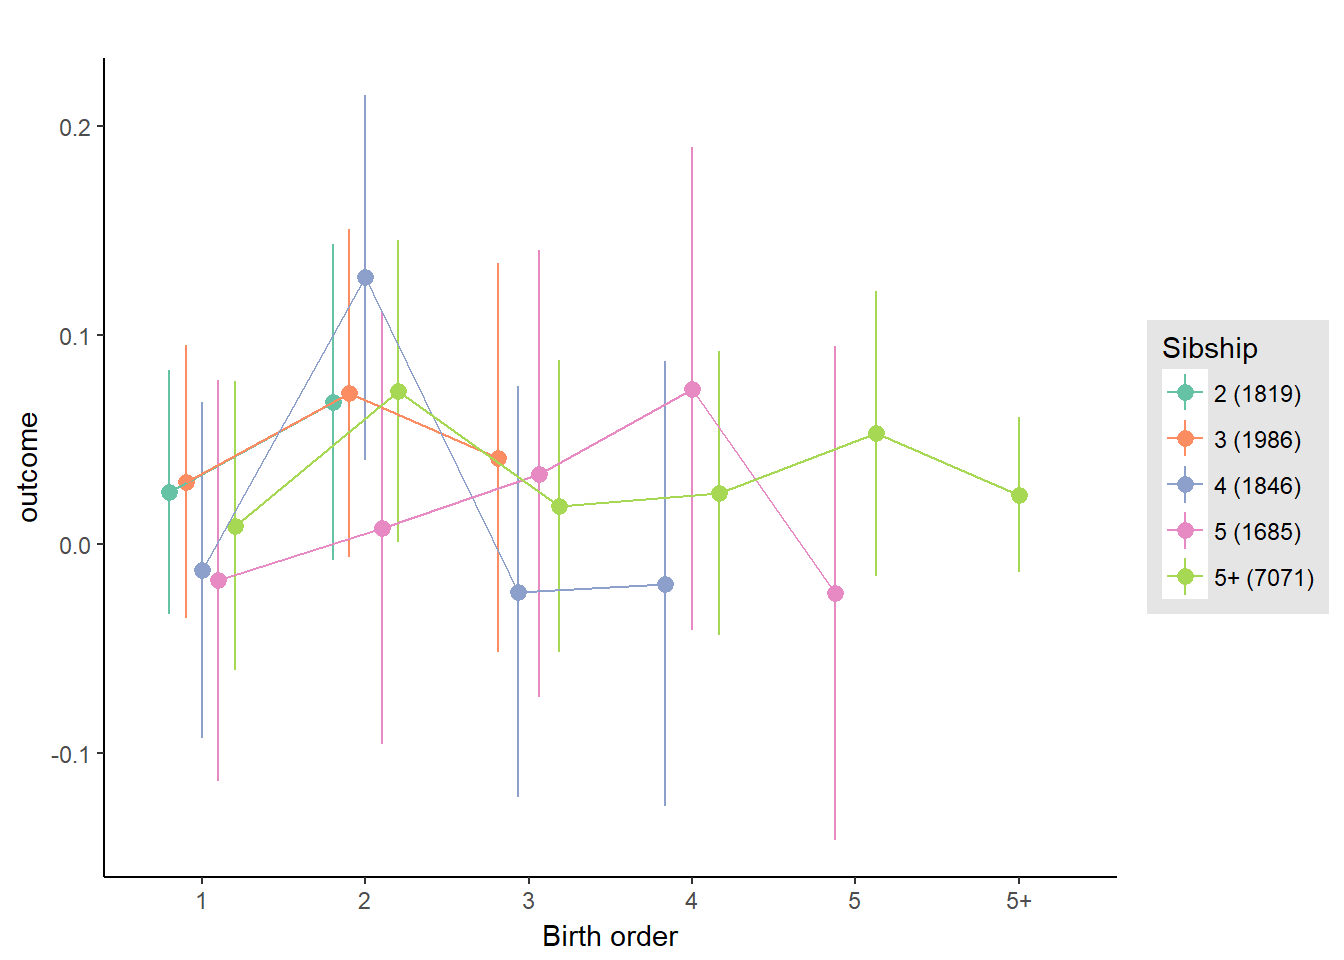 0.2
0.1
0.0
-0.1
outcome
1 2 3 4 5 5+
Birth order
Sibship
2 (1819)
3 (1986)
4 (1846)
5 (1685)
5+ (7071)